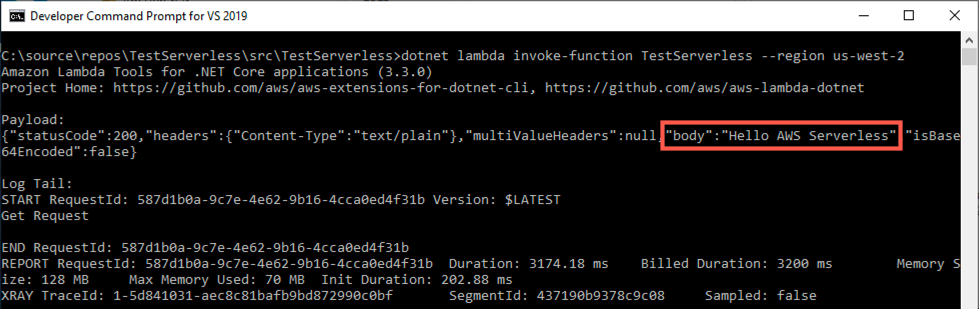 Developer Command Prompt for VS 2019
C:\source\repos\TestServerless\src\TestServerless>dotnet lambda invoke-function TestServerless --region us-west-2
Amazon Lambda Tools for .NET Core applications (3.3.0)
Project Home: https://github.com/aws/aws-extensions-for-dotnet-cli, https://github.com/aws/aws-lambda-dotnet
Payload:
{"statusCode":200,"headers":{"Content-Type":"text/plain"},"multiValueHeaders":null,"body":"Hello AWS Serverless","isBase
64Encoded":false}
Log Tail:
START RequestId: 587d1b0a-9c7e-4e62-9b16-4cca0ed4f31b Version: $LATEST
Get Request
END RequestId: 587d1b0a-9c7e-4e62-9b16-4cca0ed4f31b
REPORT RequestId: 587d1b0a-9c7e-4e62-9b16-4cca0ed4f31b  Duration: 3174.18 ms    Billed Duration: 3200 ms        Memory S
ize: 128 MB     Max Memory Used: 70 MB  Init Duration: 202.88 ms
XRAY TraceId: 1-5d841031-aec8c81bafb9bd872990c0bf       SegmentId: 437190b9378c9c08     Sampled: false